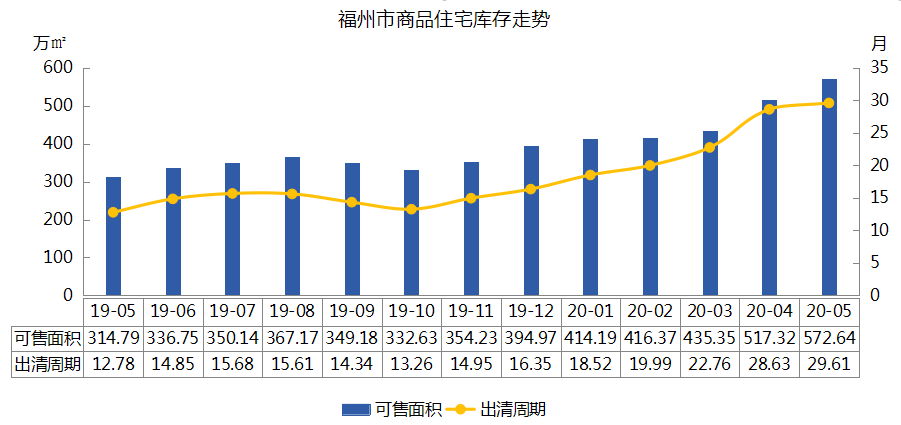 福州市商品住宅库存走势
万㎡ 月
600 35
500 30
400 25
300 20
200 15
100 10
0 5
0
19-05 19-06 19-07 19-08 19-09 19-10 19-11 19-12 20-01 20-02 20-03 20-04 20-05
可售面积 314.79 336.75 350.14 367.17 349.18 332.63 354.23 394.97 414.19 416.37 435.35 517.32 572.64
出清周期 12.78 14.85 15.68 15.61 14.34 13.26 14.95 16.35 18.52 19.99 22.76 28.63 29.61
可售面积 出清周期